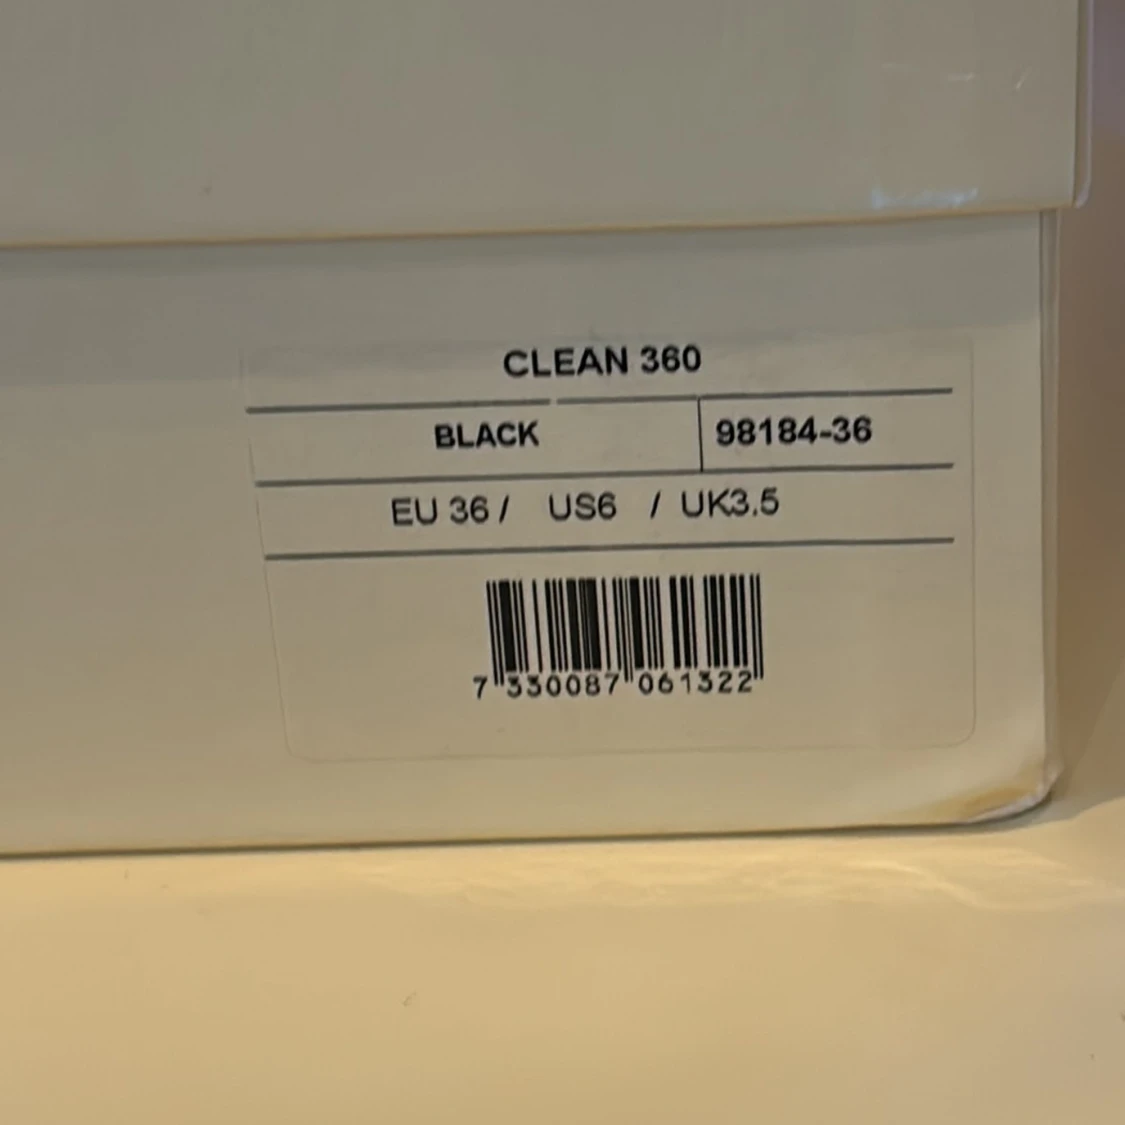 CLEAN 360
BLACK 98184-36
EU 36 / US6 / UK3.5
7 330087 061322